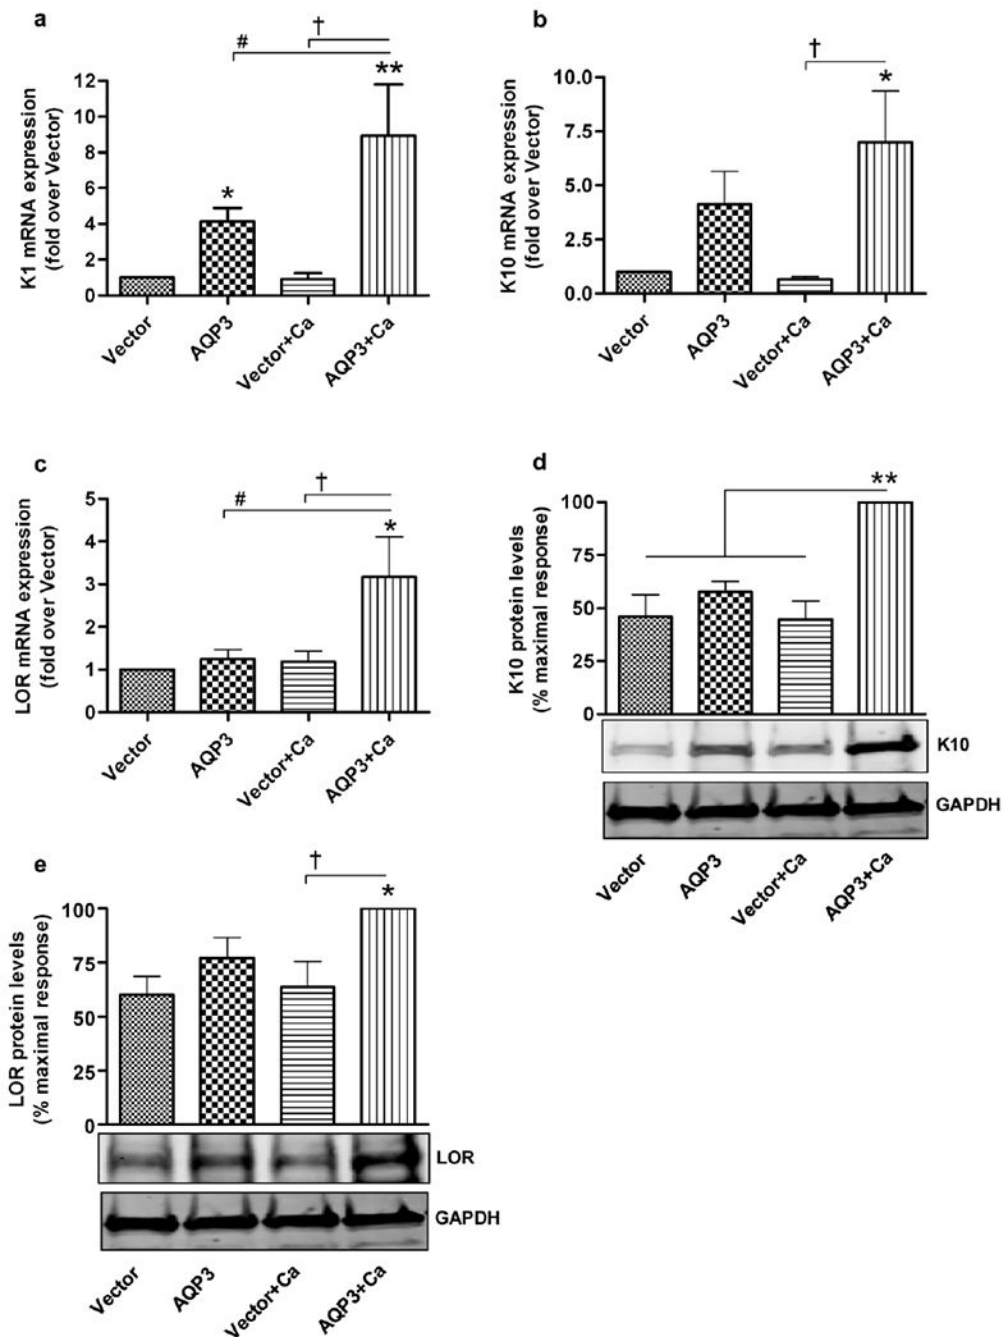 a
#
†
**
*
K1 mRNA expression
(fold over Vector)
12
10
8
6
4
2
0
Vector
AQP3
Vector+Ca
AQP3+Ca
b
†
*
K10 mRNA expression
(fold over Vector)
10.0
7.5
5.0
2.5
0.0
Vector
AQP3
Vector+Ca
AQP3+Ca
c
#
†
*
LOR mRNA expression
(fold over Vector)
5
4
3
2
1
0
Vector
AQP3
Vector+Ca
AQP3+Ca
d
**
K10 protein levels
(% maximal response)
100
75
50
25
0
K10
GAPDH
Vector
AQP3
Vector+Ca
AQP3+Ca
e
†
*
LOR protein levels
(% maximal response)
100
75
50
25
0
LOR
GAPDH
Vector
AQP3
Vector+Ca
AQP3+Ca